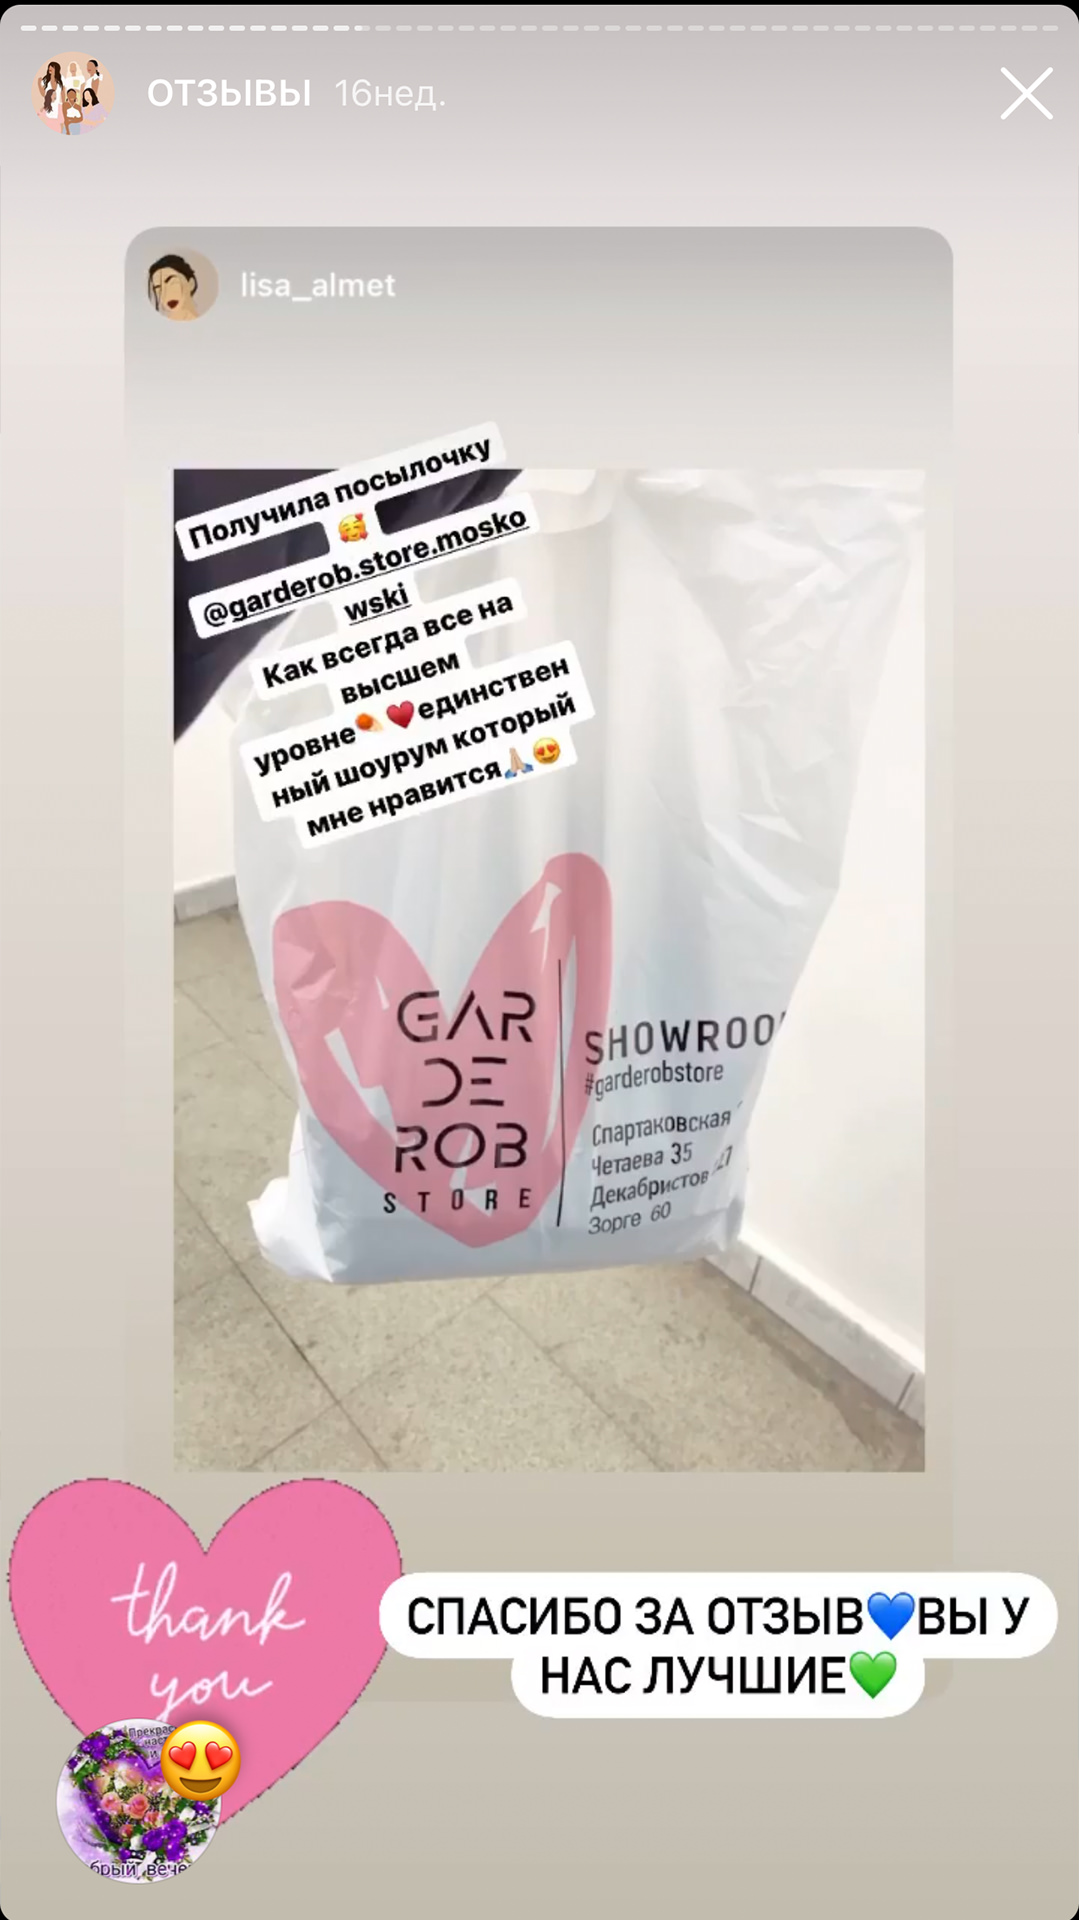 ОТЗЫВЫ 16нед.
lisa_almet
Получила посылочку
🥰
@garderob.store.mosko
wski
Как всегда все на
высшем
уровне ♥️единствен
ный шоурум который
мне нравится🙏🏼😍
GAR
DE
ROB
STORE
SHOWROO
#garderobstore
Спартаковская
Четаева 35
Декабристов 27
Зорге 60
thank
you
СПАСИБО ЗА ОТЗЫВ💙ВЫ У
НАС ЛУЧШИЕ💚